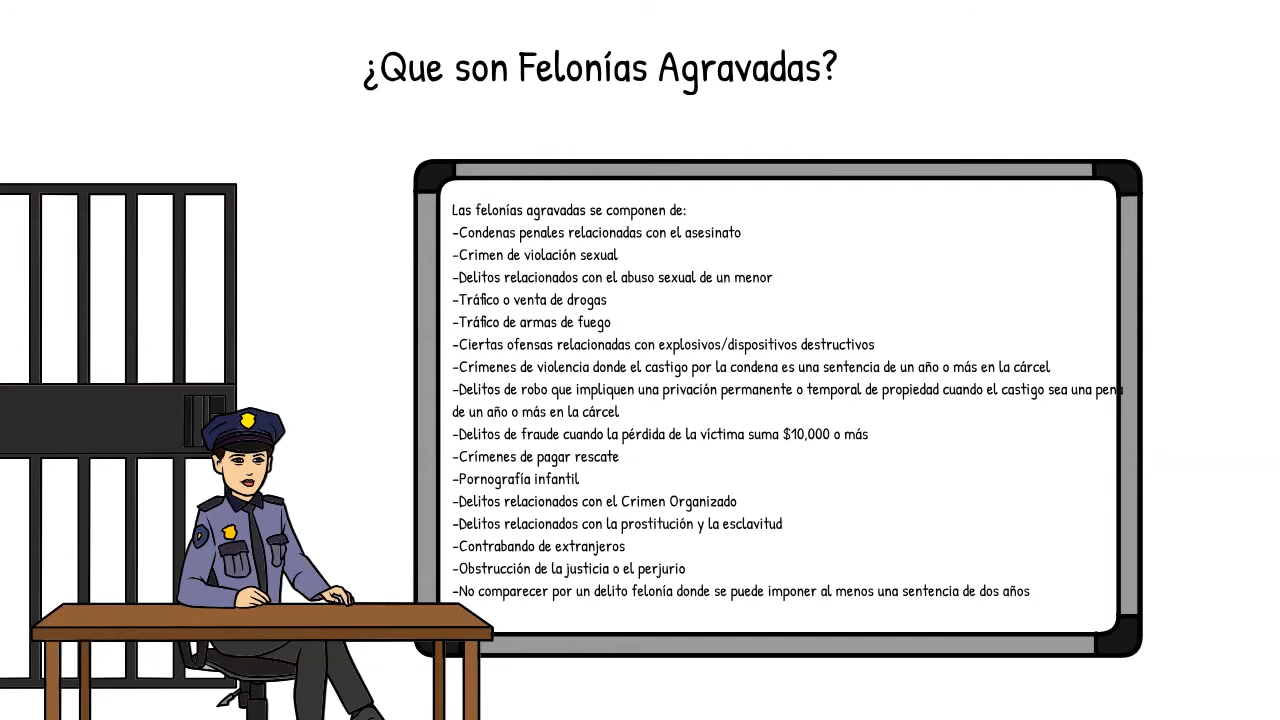 ¿Que son Felonías Agravadas?
Las felonías agravadas se componen de:
-Condenas penales relacionadas con el asesinato
-Crimen de violación sexual
-Delitos relacionados con el abuso sexual de un menor
-Tráfico o venta de drogas
-Tráfico de armas de fuego
-Ciertas ofensas relacionadas con explosivos/dispositivos destructivos
-Crímenes de violencia donde el castigo por la condena es una sentencia de un año o más en la cárcel
-Delitos de robo que impliquen una privación permanente o temporal de propiedad cuando el castigo sea una pena
de un año o más en la cárcel
-Delitos de fraude cuando la pérdida de la víctima suma $10,000 o más
-Crímenes de pagar rescate
-Pornografía infantil
-Delitos relacionados con el Crimen Organizado
-Delitos relacionados con la prostitución y la esclavitud
-Contrabando de extranjeros
-Obstrucción de la justicia o el perjurio
-No comparecer por un delito felonía donde se puede imponer al menos una sentencia de dos años